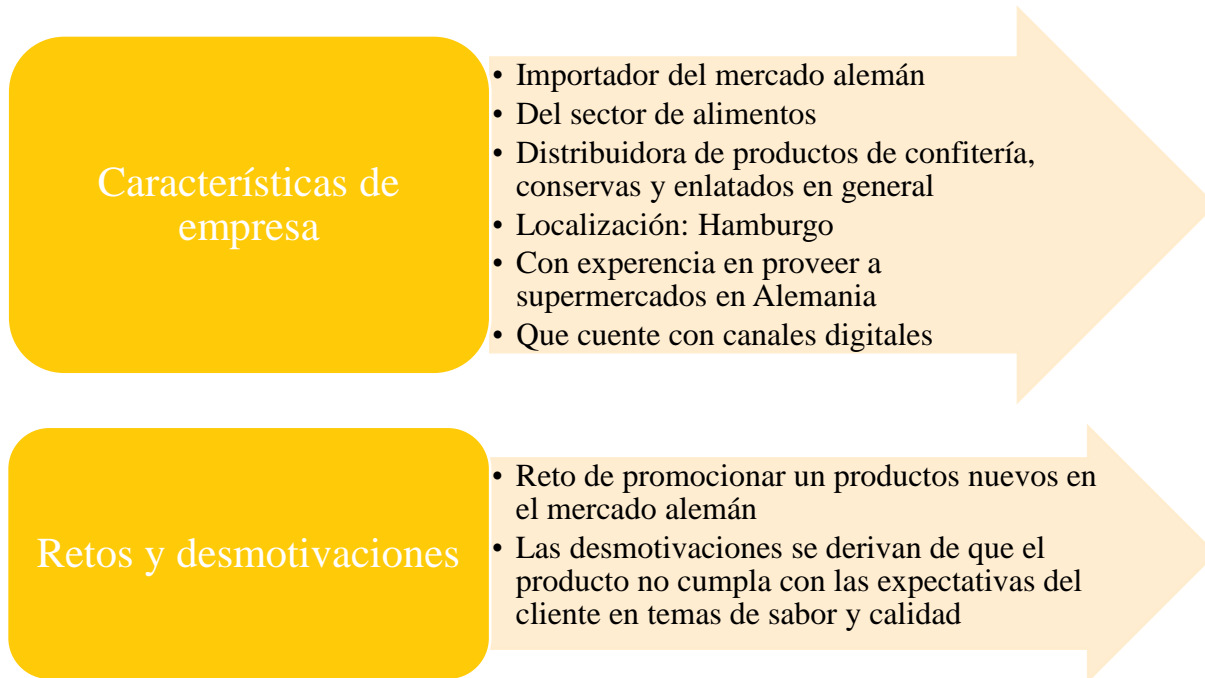 Características de
empresa
• Importador del mercado alemán
• Del sector de alimentos
• Distribuidora de productos de confitería,
conservas y enlatados en general
• Localización: Hamburgo
• Con experencia en proveer a
supermercados en Alemania
• Que cuente con canales digitales
Retos y desmotivaciones
• Reto de promocionar un productos nuevos en
el mercado alemán
• Las desmotivaciones se derivan de que el
producto no cumpla con las expectativas del
cliente en temas de sabor y calidad